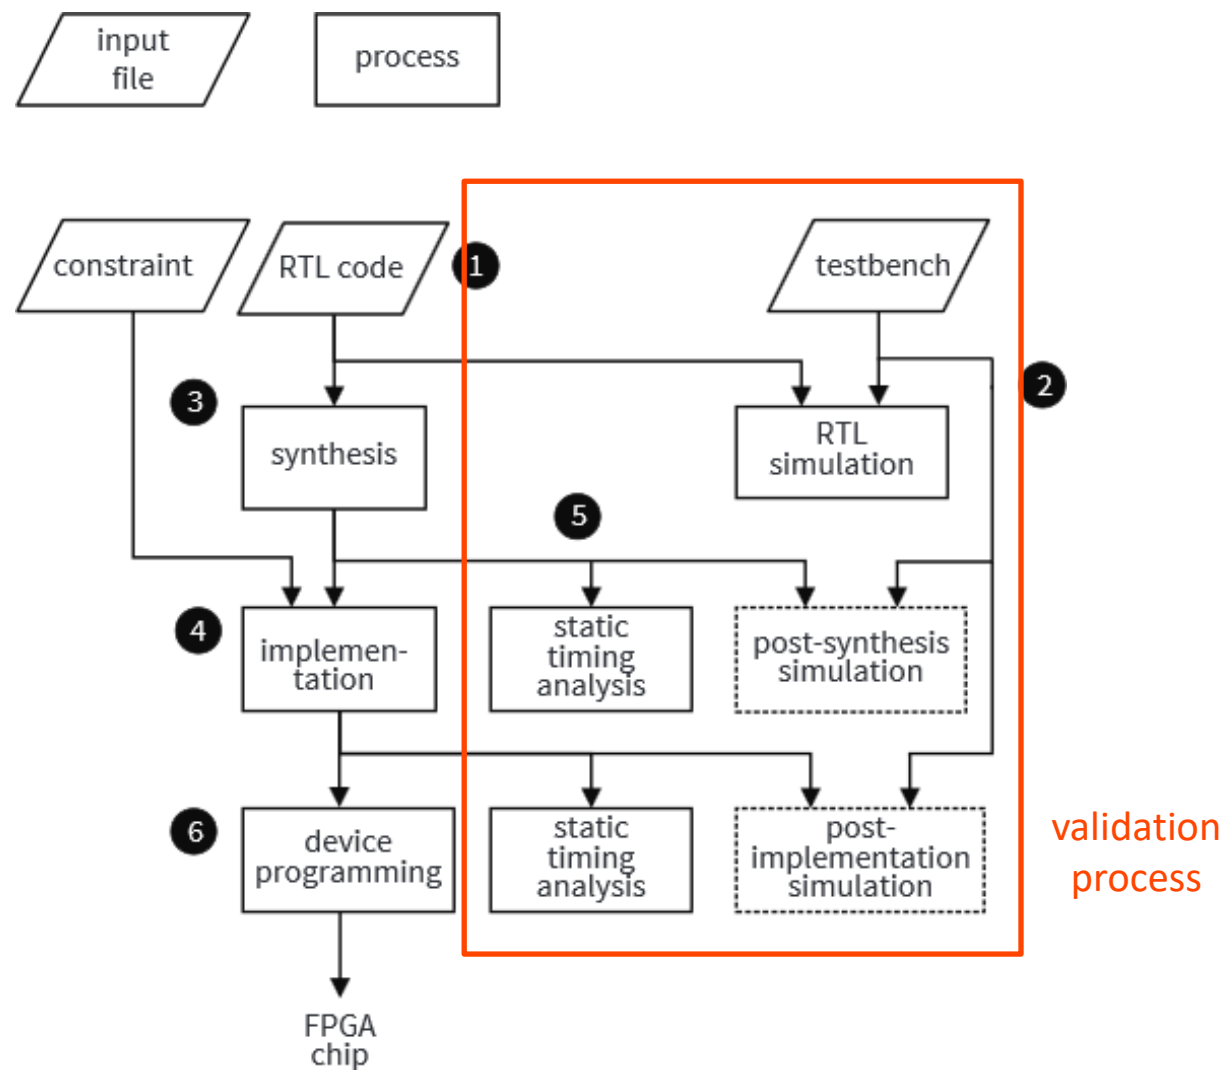 input
file
process
constraint
RTL code
1
testbench
3
synthesis
RTL
simulation
2
5
4
implemen-
tation
static
timing
analysis
post-synthesis
simulation
6
device
programming
static
timing
analysis
post-
implementation
simulation
validation
process
FPGA
chip